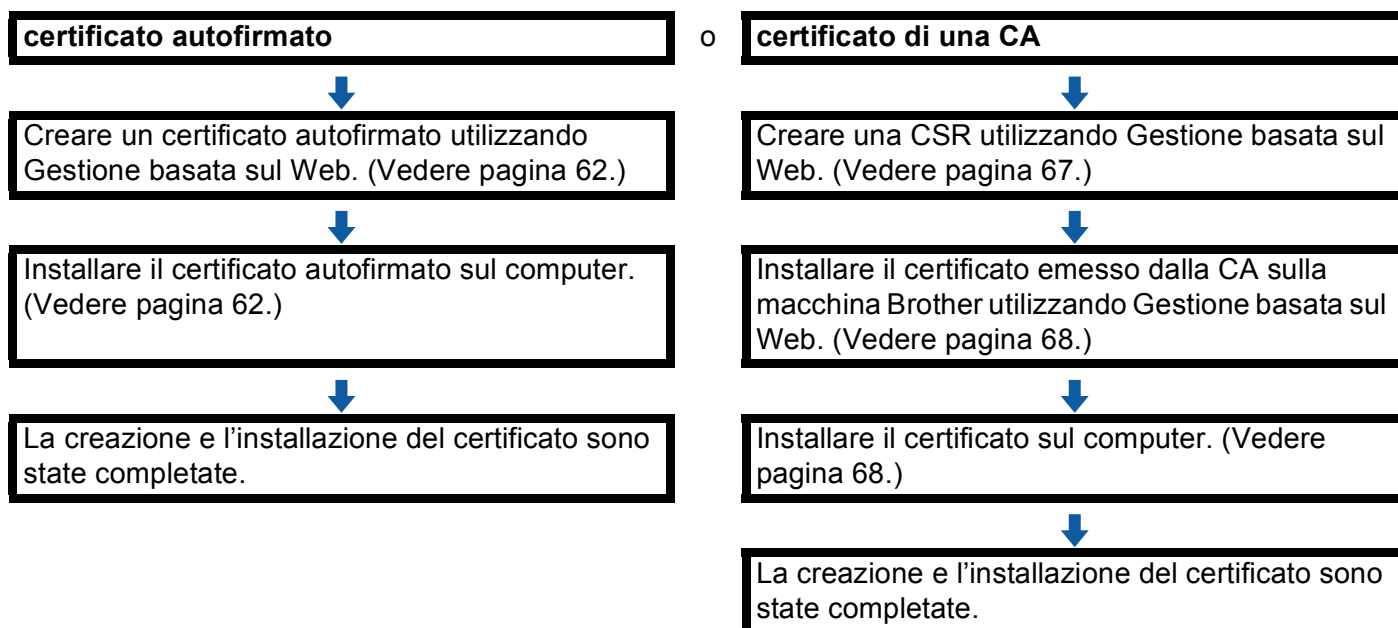 certificato autofirmato
o
certificato di una CA
Creare un certificato autofirmato utilizzando
Gestione basata sul Web. (Vedere pagina 62.)
Creare una CSR utilizzando Gestione basata sul
Web. (Vedere pagina 67.)
Installare il certificato autofirmato sul computer.
(Vedere pagina 62.)
Installare il certificato emesso dalla CA sulla
macchina Brother utilizzando Gestione basata sul
Web. (Vedere pagina 68.)
La creazione e l’installazione del certificato sono
state completate.
Installare il certificato sul computer. (Vedere
pagina 68.)
La creazione e l’installazione del certificato sono
state completate.